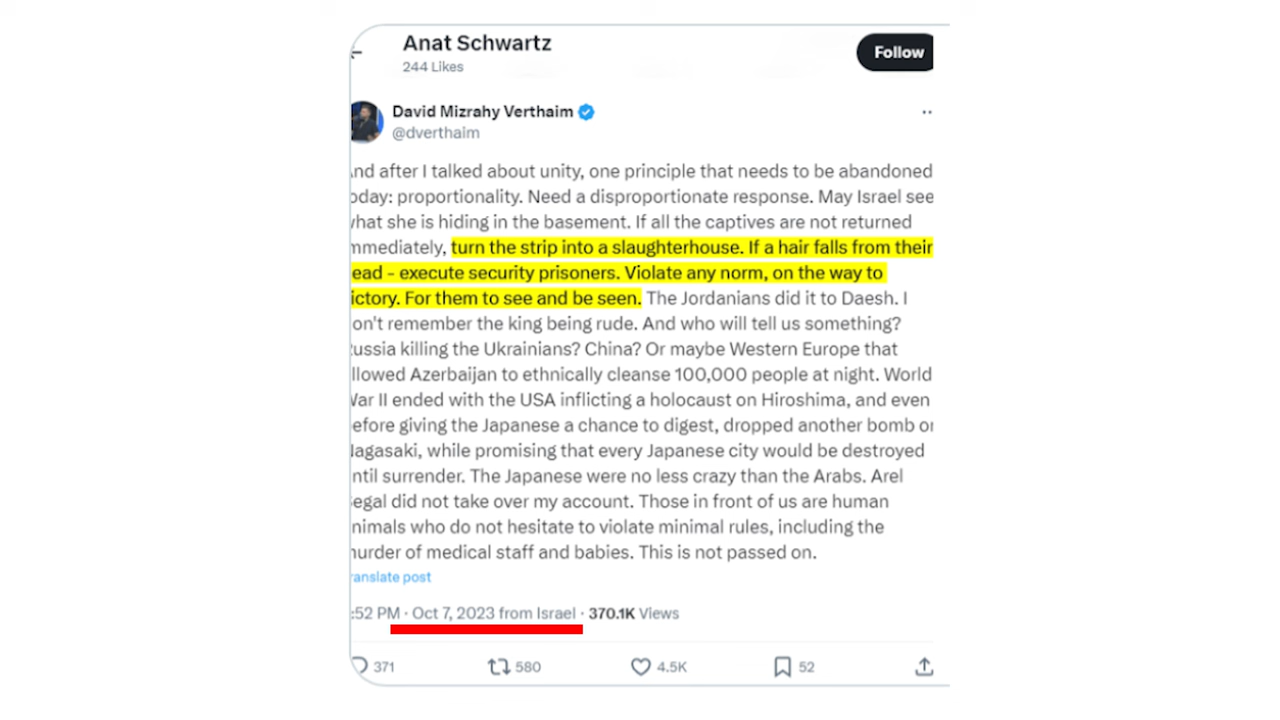 Anat Schwartz
244 Likes
Follow
David Mizrahy Verthaim
@dverthaim
nd after I talked about unity, one principle that needs to be abandoned
oday: proportionality. Need a disproportionate response. May Israel see
what she is hiding in the basement. If all the captives are not returned
mmediately, turn the strip into a slaughterhouse. If a hair falls from their
ead - execute security prisoners. Violate any norm, on the way to
ictory. For them to see and be seen. The Jordanians did it to Daesh. I
on't remember the king being rude. And who will tell us something?
Russia killing the Ukrainians? China? Or maybe Western Europe that
llowed Azerbaijan to ethnically cleanse 100,000 people at night. World
War II ended with the USA inflicting a holocaust on Hiroshima, and even
efore giving the Japanese a chance to digest, dropped another bomb on
Nagasaki, while promising that every Japanese city would be destroyed
ntil surrender. The Japanese were no less crazy than the Arabs. Arel
egal did not take over my account. Those in front of us are human
nimals who do not hesitate to violate minimal rules, including the
murder of medical staff and babies. This is not passed on.
ranslate post
:52 PM · Oct 7, 2023 from Israel · 370.1K Views
371 580 4.5K 52